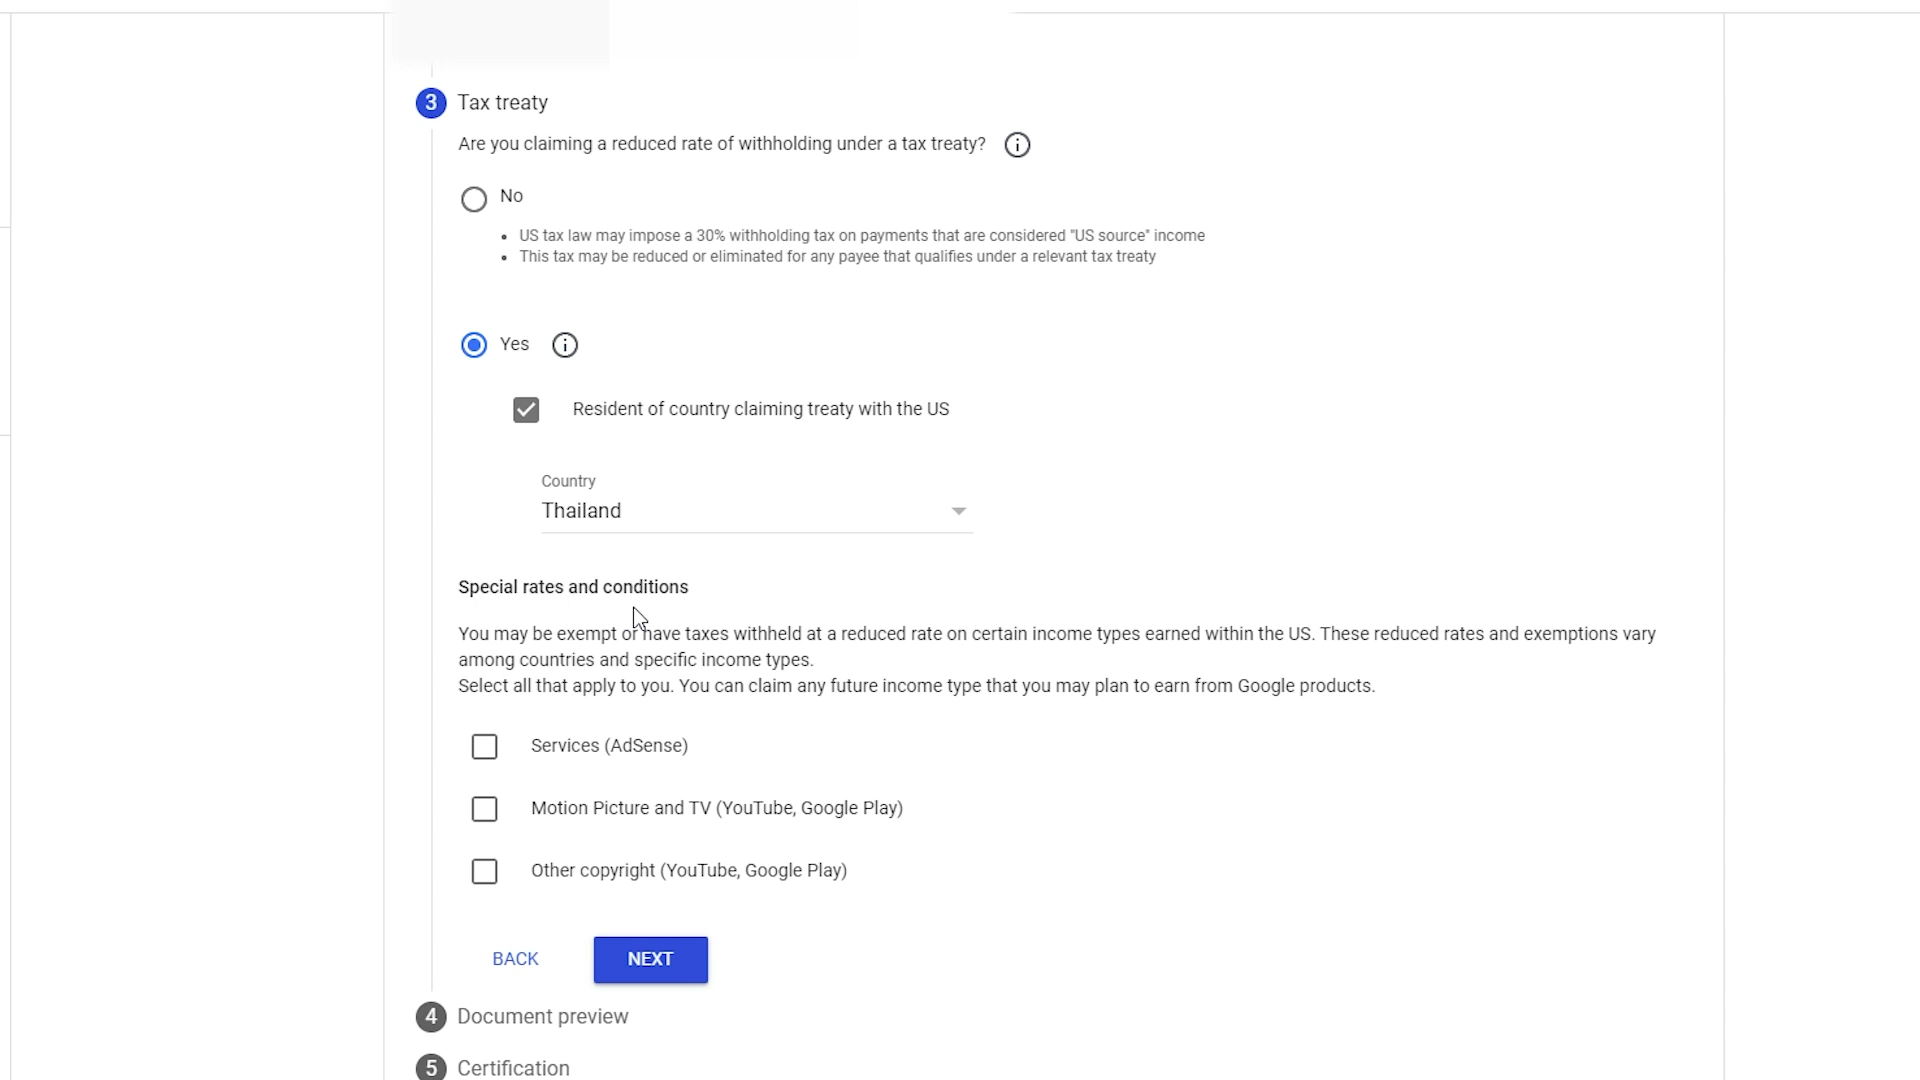 3 Tax treaty
Are you claiming a reduced rate of withholding under a tax treaty?
No
• US tax law may impose a 30% withholding tax on payments that are considered "US source" income
• This tax may be reduced or eliminated for any payee that qualifies under a relevant tax treaty
Yes
Resident of country claiming treaty with the US
Country
Thailand
Special rates and conditions
You may be exempt or have taxes withheld at a reduced rate on certain income types earned within the US. These reduced rates and exemptions vary
among countries and specific income types.
Select all that apply to you. You can claim any future income type that you may plan to earn from Google products.
Services (AdSense)
Motion Picture and TV (YouTube, Google Play)
Other copyright (YouTube, Google Play)
BACK NEXT
4 Document preview
5 Certification